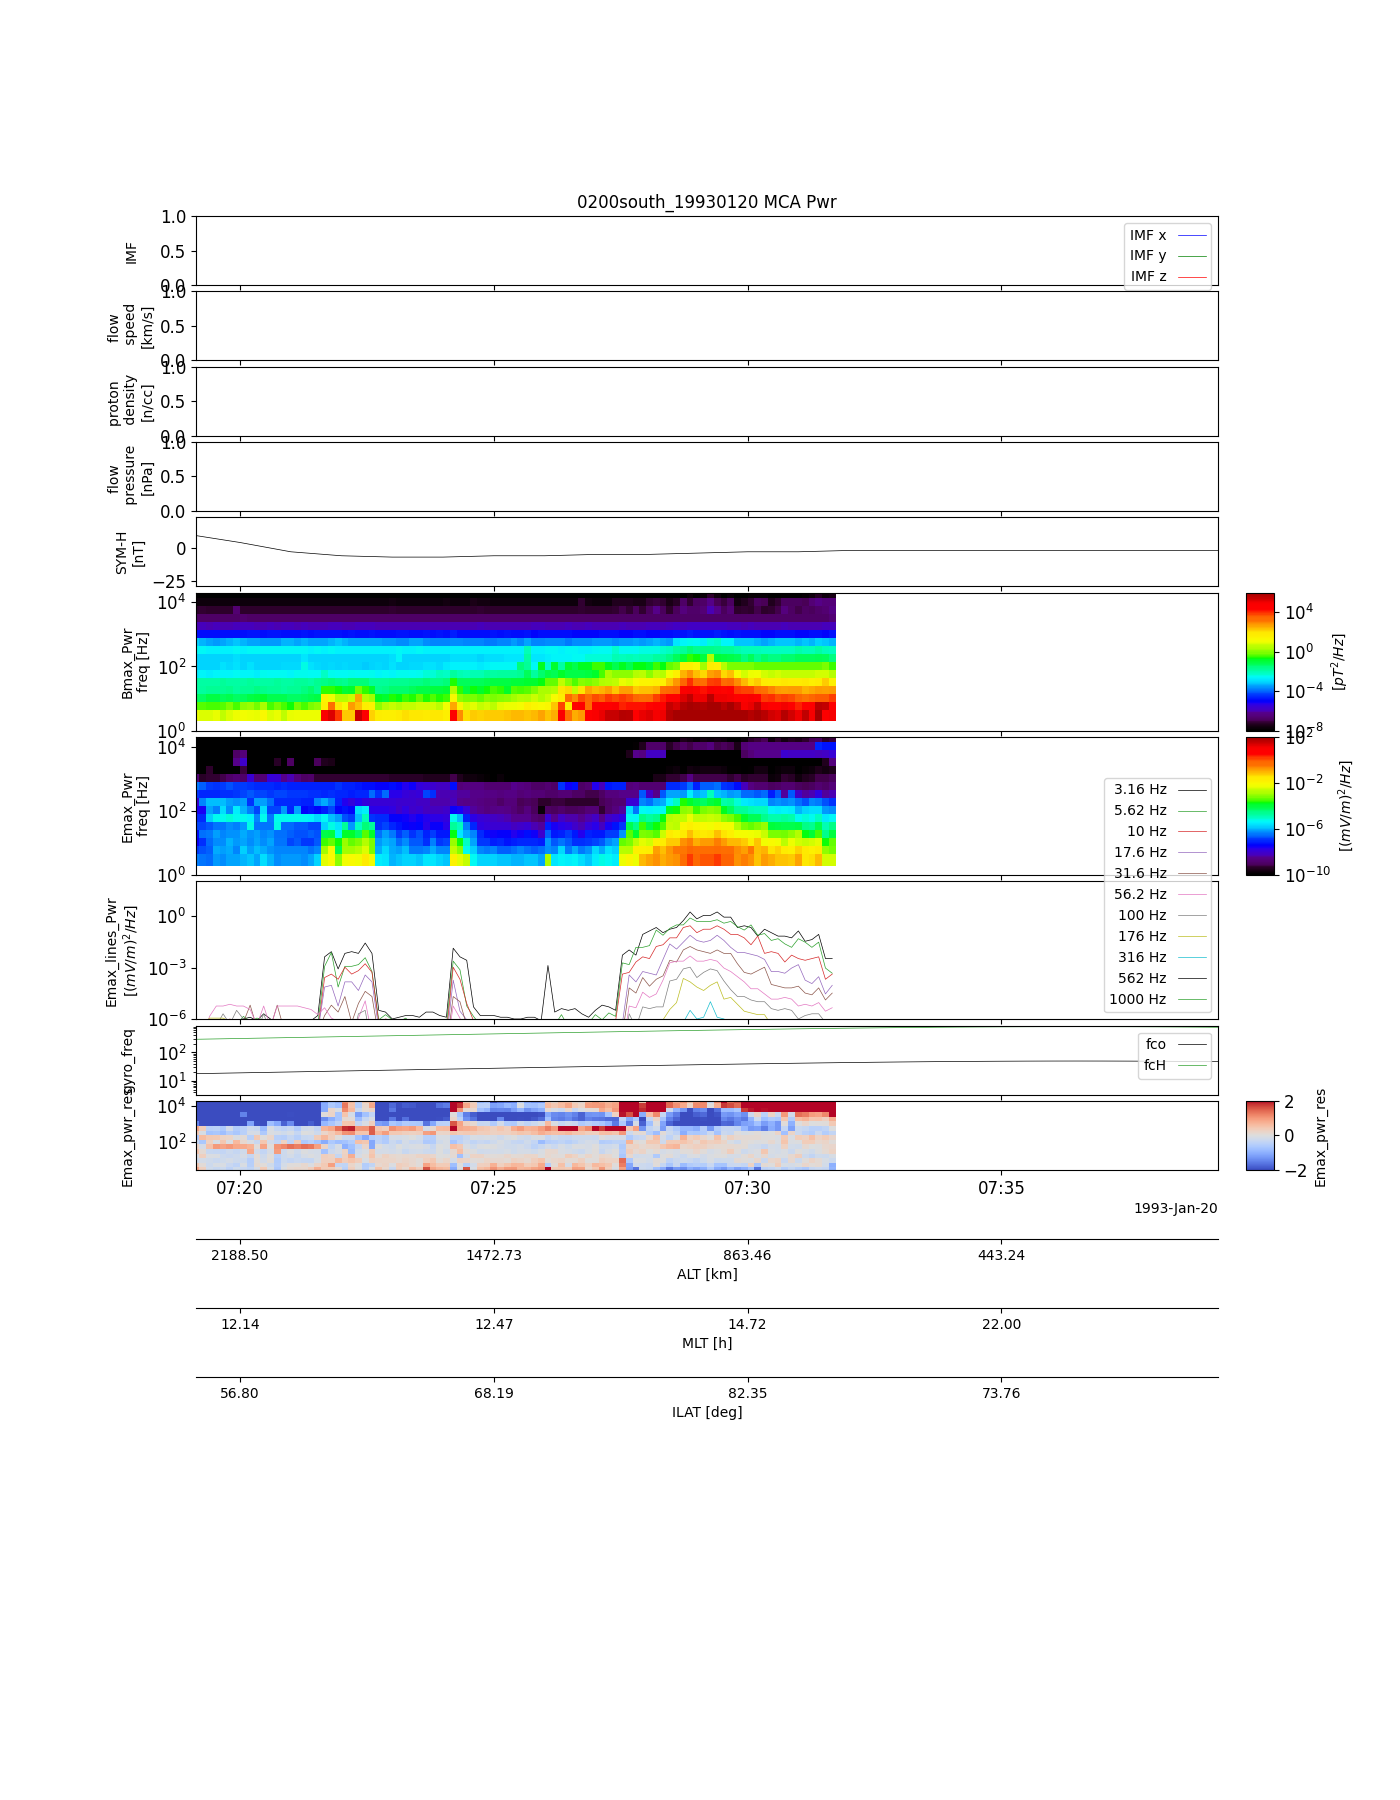 0200south_19930120 MCA Pwr
1.0
0.5
0.0
IMF
IMF x
IMF y
IMF z
1.0
0.5
0.0
flow
speed
[km/s]
1.0
0.5
0.0
proton
density
[n/cc]
1.0
0.5
0.0
flow
pressure
[nPa]
0
−25
SYM-H
[nT]
10^4
10^2
10^0
Bmax_Pwr
freq [Hz]
10^4
10^0
10^−4
10^−8
[pT^2/Hz]
10^4
10^2
10^0
Emax_Pwr
freq [Hz]
10^2
10^−2
10^−6
10^−10
[(mV/m)^2/Hz]
3.16 Hz
5.62 Hz
10 Hz
17.6 Hz
31.6 Hz
56.2 Hz
100 Hz
176 Hz
316 Hz
562 Hz
1000 Hz
10^0
10^−3
10^−6
Emax_lines_Pwr
[(mV/m)^2/Hz]
10^2
10^1
gyro_freq
fco
fcH
10^4
10^2
Emax_pwr_res
2
0
−2
Emax_pwr_res
07:20 07:25 07:30 07:35
1993-Jan-20
2188.50 1472.73 863.46 443.24
ALT [km]
12.14 12.47 14.72 22.00
MLT [h]
56.80 68.19 82.35 73.76
ILAT [deg]